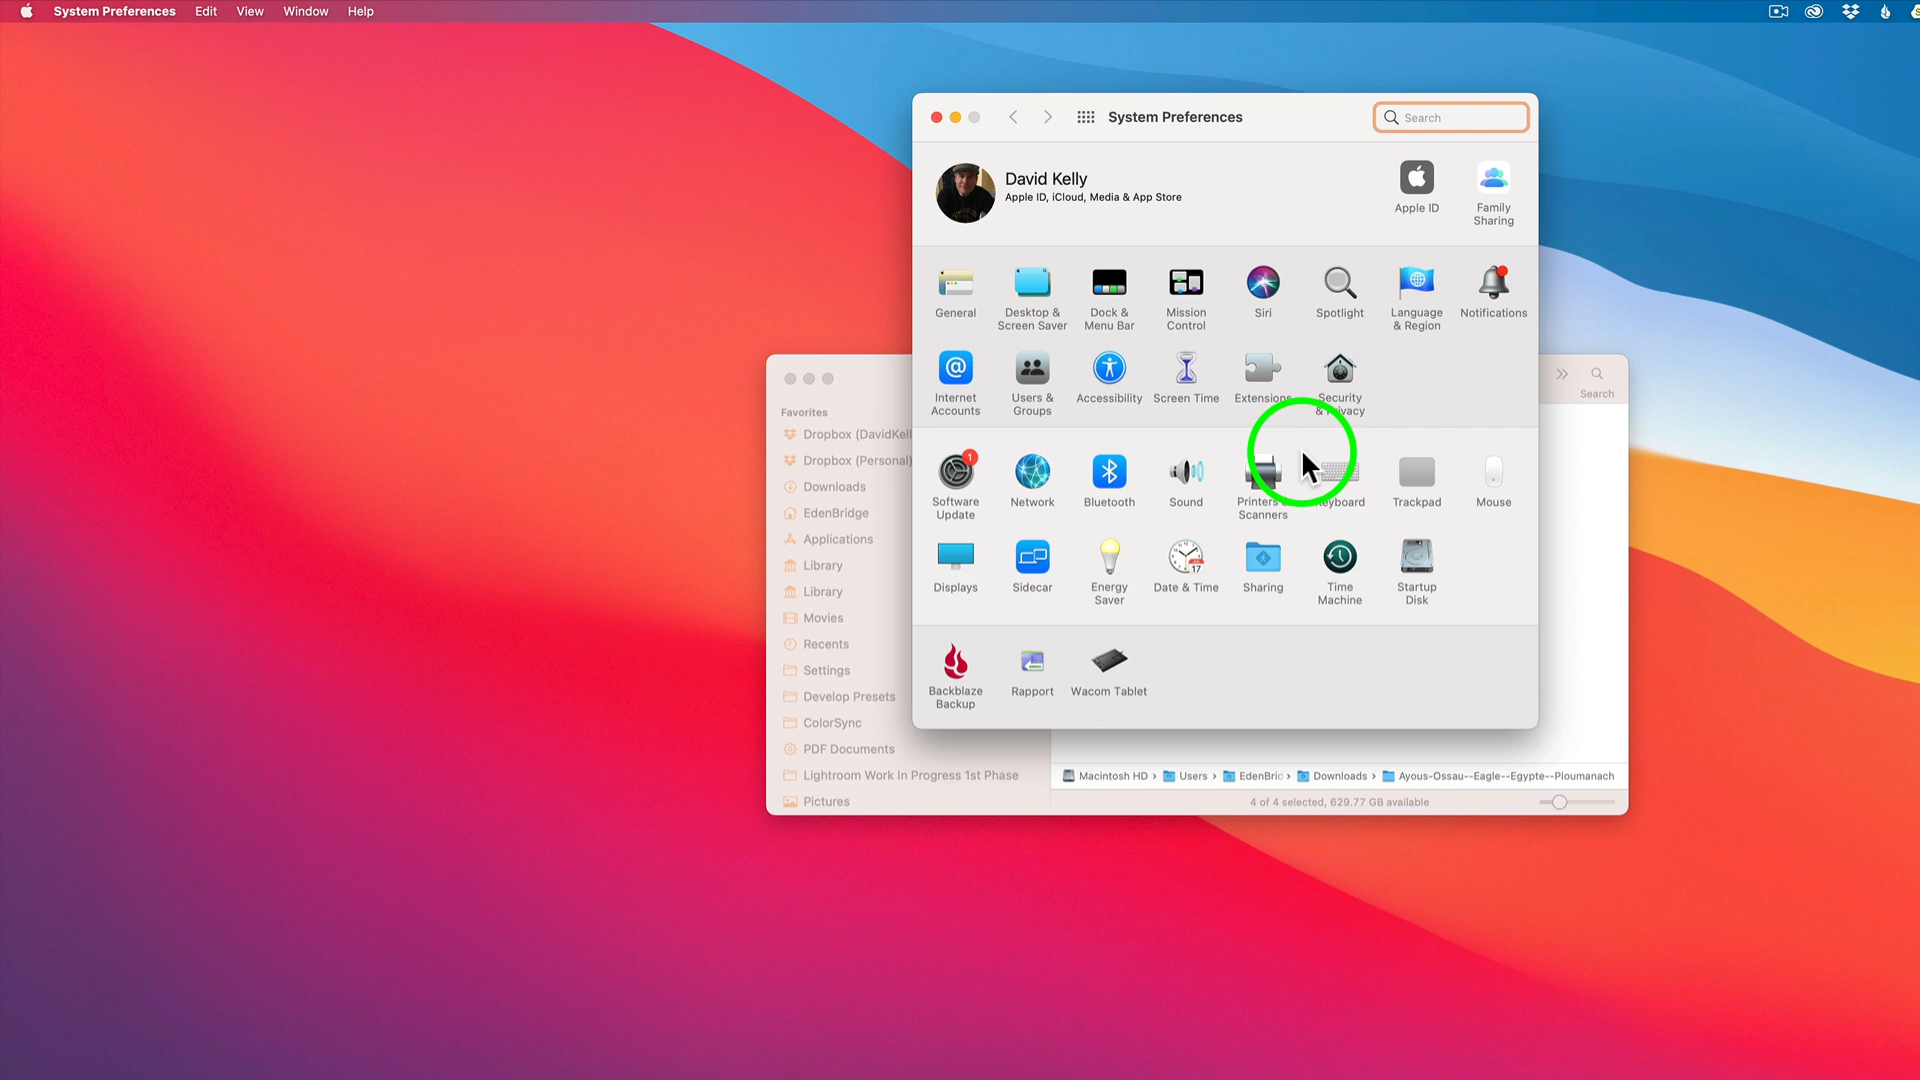 System Preferences Edit View Window Help
System Preferences
Search
David Kelly
Apple ID, iCloud, Media & App Store
Apple ID
Family
Sharing
General
Desktop &
Screen Saver
Dock &
Menu Bar
Mission
Control
Siri
Spotlight
Language
& Region
Notifications
Internet
Accounts
Users &
Groups
Accessibility
Screen Time
Extensions
Security
& Privacy
1
Software
Update
Network
Bluetooth
Sound
Printers &
Scanners
Keyboard
Trackpad
Mouse
Displays
Sidecar
Energy
Saver
17
Date & Time
Sharing
Time
Machine
Startup
Disk
Backblaze
Backup
Rapport
Wacom Tablet
Search
Favorites
Dropbox (DavidKell
Dropbox (Personal)
Downloads
EdenBridge
Applications
Library
Library
Movies
Recents
Settings
Develop Presets
ColorSync
PDF Documents
Lightroom Work In Progress 1st Phase
Pictures
Macintosh HD › Users › EdenBrid › Downloads › Ayous-Ossau--Eagle--Egypte--Ploumanach
4 of 4 selected, 629.77 GB available